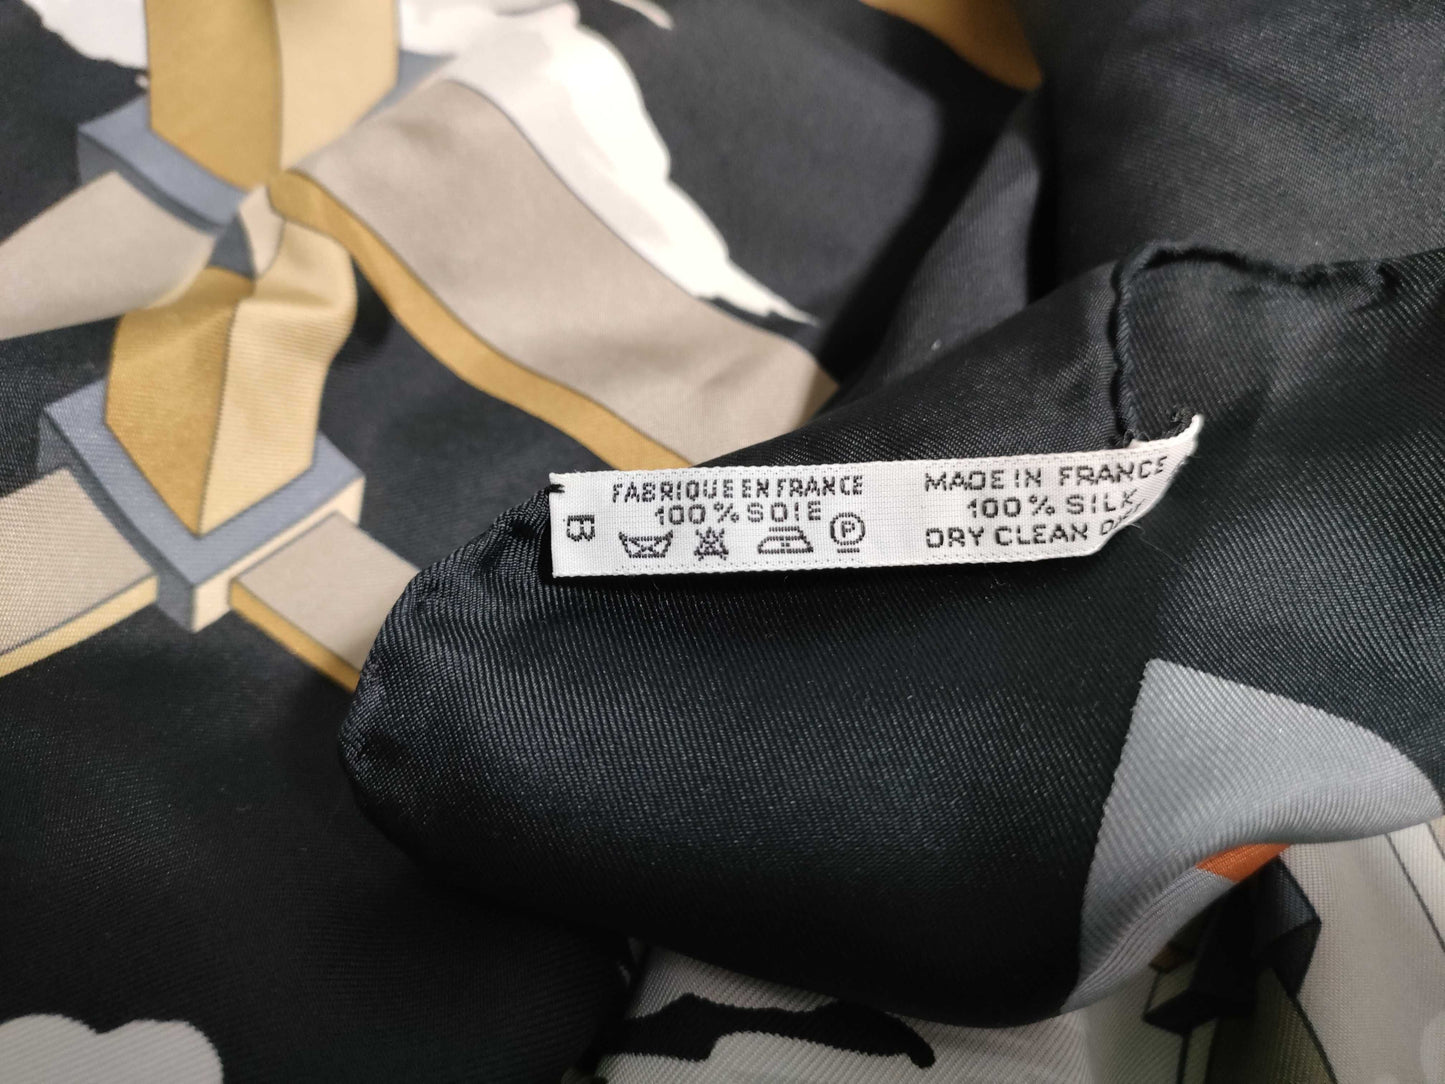 FABRIQUE EN FRANCE
100% SOIE
B
P
MADE IN FRANCE
100% SILK
DRY CLEAN